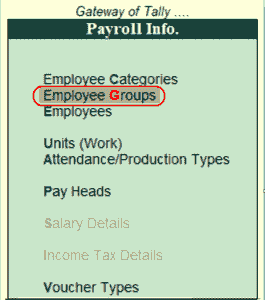 Gateway of Tally ....
Payroll Info.
Employee Categories
Employee Groups
Employees
Units (Work)
Attendance/Production Types
Pay Heads
Salary Details
Income Tax Details
Voucher Types